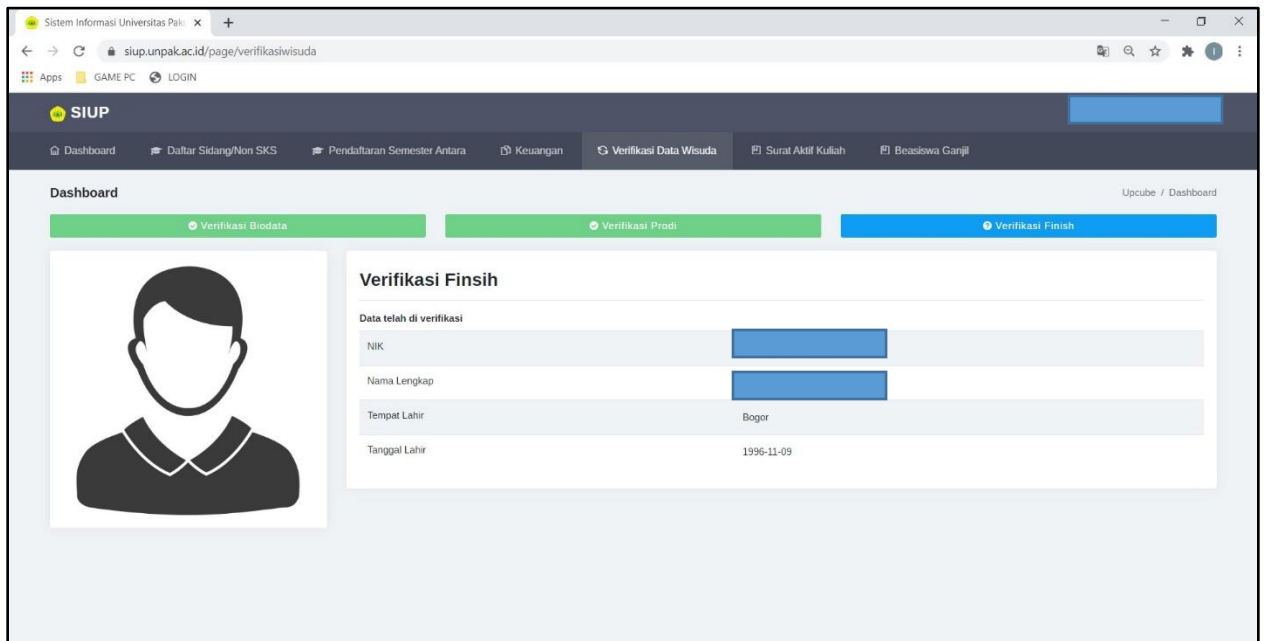 Sistem Informasi Universitas Pak
siup.unpak.ac.id/page/verifikasiwisuda
Apps GAME PC LOGIN
SIUP
Dashboard Daftar Sidang/Non SKS Pendaftaran Semester Antara Keuangan Verifikasi Data Wisuda Surat Aktif Kuliah Beasiswa Ganjil
Dashboard Upcube / Dashboard
Verifikasi Biodata Verifikasi Prodi Verifikasi Finish
Verifikasi Finsih
Data telah di verifikasi
NIK
Nama Lengkap
Tempat Lahir Bogor
Tanggal Lahir 1996-11-09